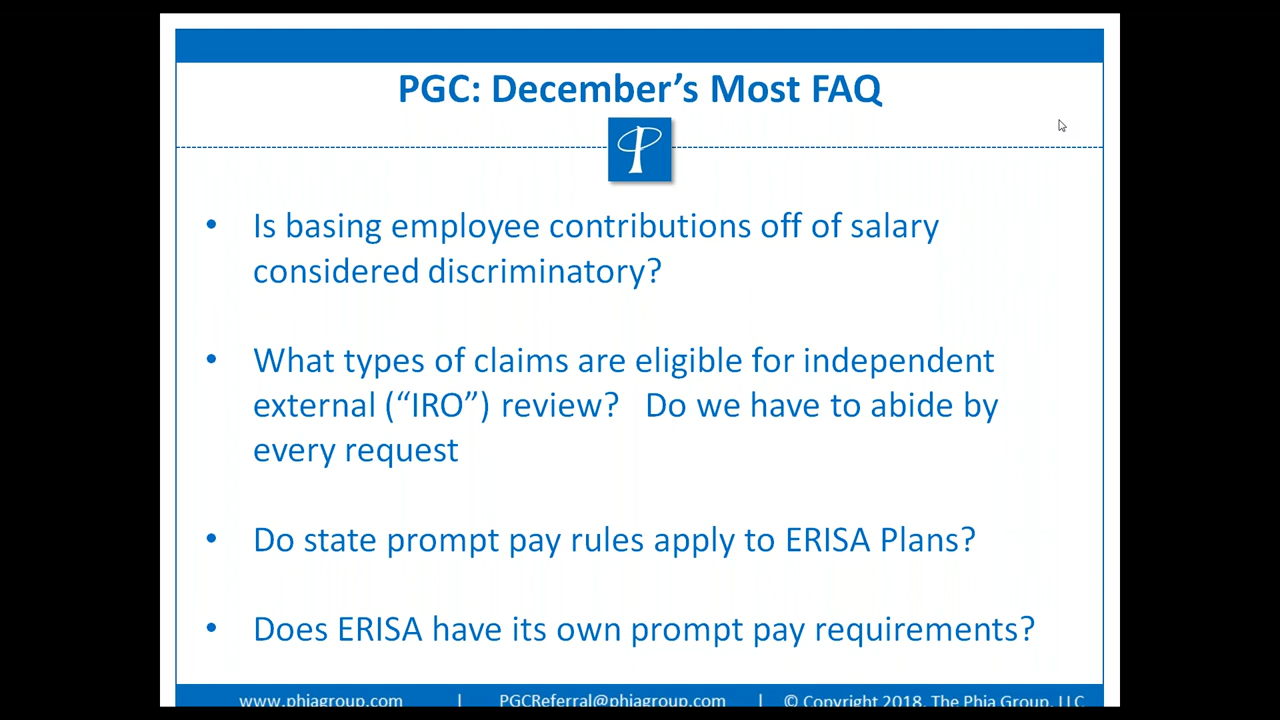 PGC: December’s Most FAQ
• Is basing employee contributions off of salary
considered discriminatory?
• What types of claims are eligible for independent
external (“IRO”) review?   Do we have to abide by
every request
• Do state prompt pay rules apply to ERISA Plans?
• Does ERISA have its own prompt pay requirements?
www.phiagroup.com | PGCReferral@phiagroup.com | © Copyright 2018. The Phia Group, LLC